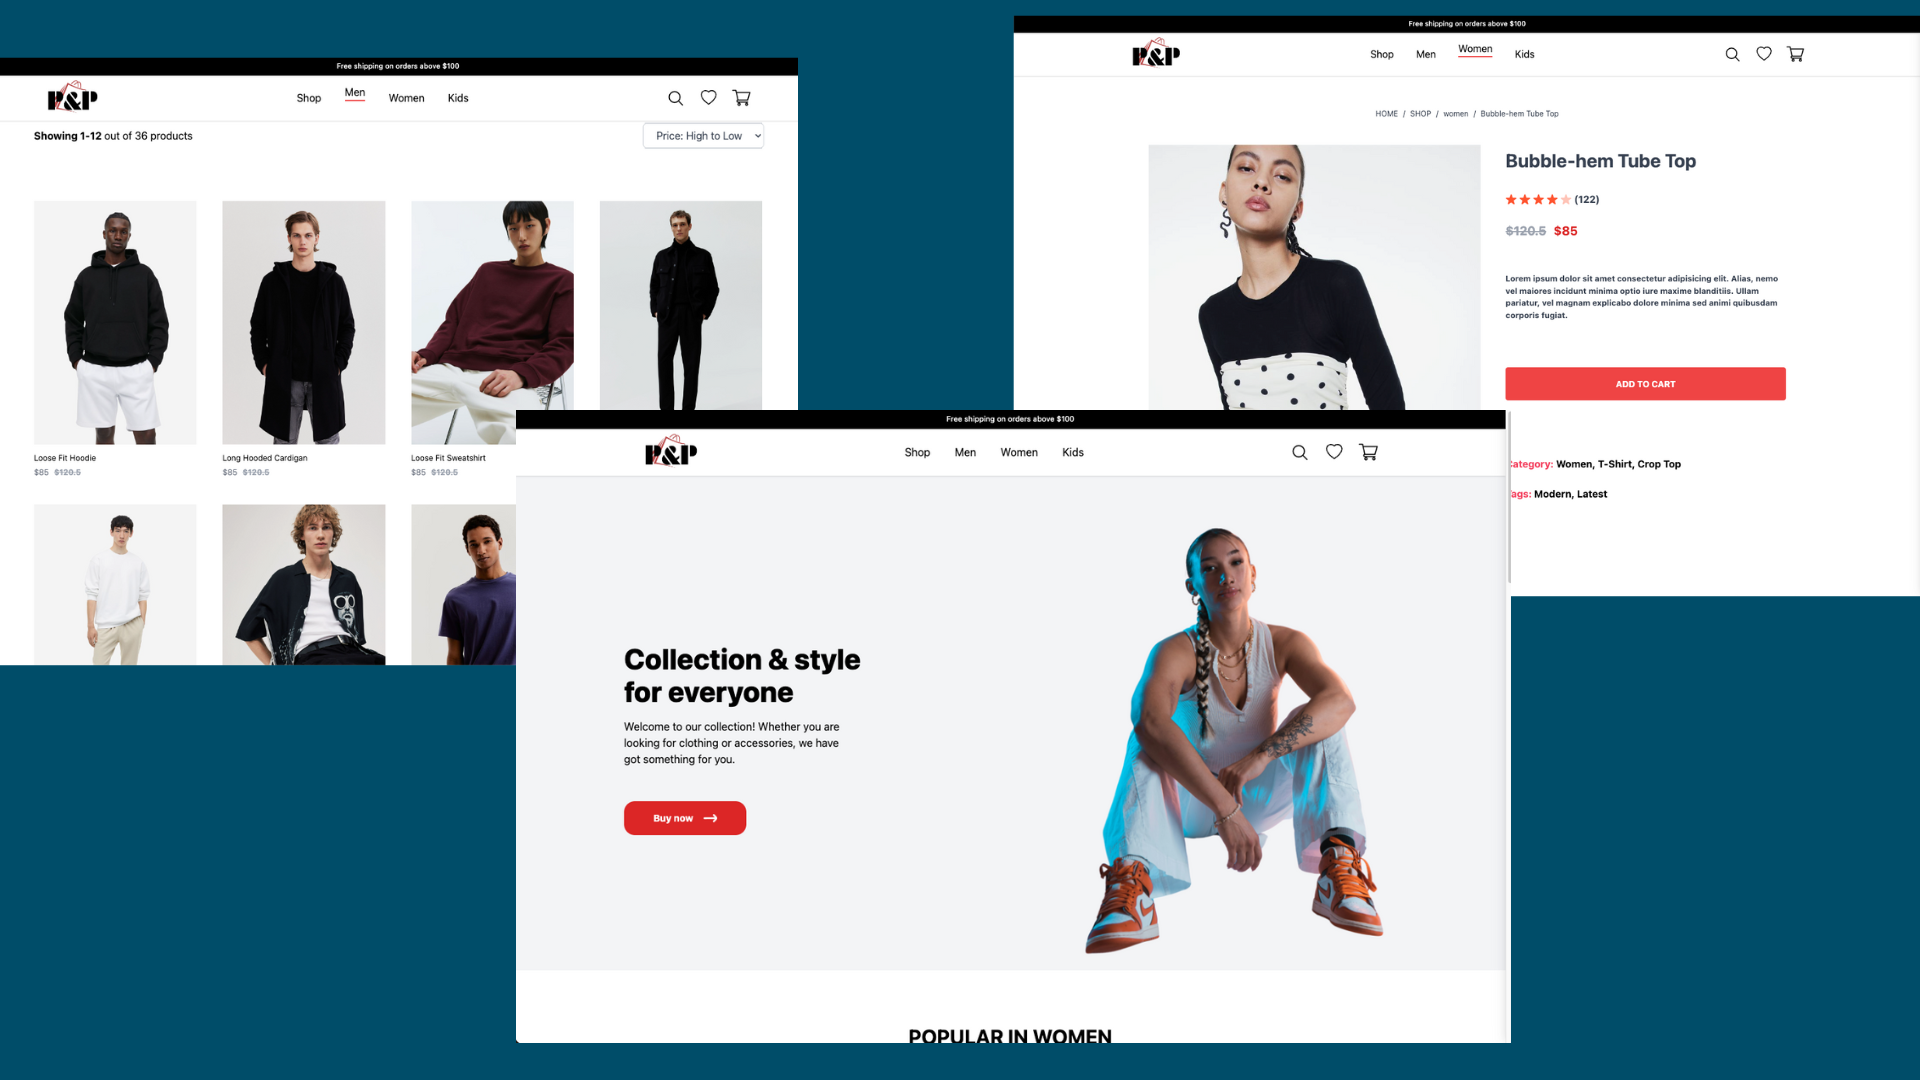 Free shipping on orders above $100
Shop Men Women Kids
Showing 1-12 out of 36 products
Price: High to Low
Loose Fit Hoodie
$85 $120.5
Long Hooded Cardigan
$85 $120.5
Loose Fit Sweatshirt
$85 $120.5
Free shipping on orders above $100
Shop Men Women Kids
HOME / SHOP / women / Bubble-hem Tube Top
Bubble-hem Tube Top
(122)
$120.5 $85
Lorem ipsum dolor sit amet consectetur adipisicing elit. Alias, nemo
vel maiores incidunt minima optio iure maxime blanditiis. Ullam
pariatur, vel magnam explicabo dolore minima sed animi quibusdam
corporis fugiat.
ADD TO CART
ategory: Women, T-Shirt, Crop Top
ags: Modern, Latest
Free shipping on orders above $100
&P
Shop Men Women Kids
Collection & style
for everyone
Welcome to our collection! Whether you are
looking for clothing or accessories, we have
got something for you.
Buy now
POPULAR IN WOMEN